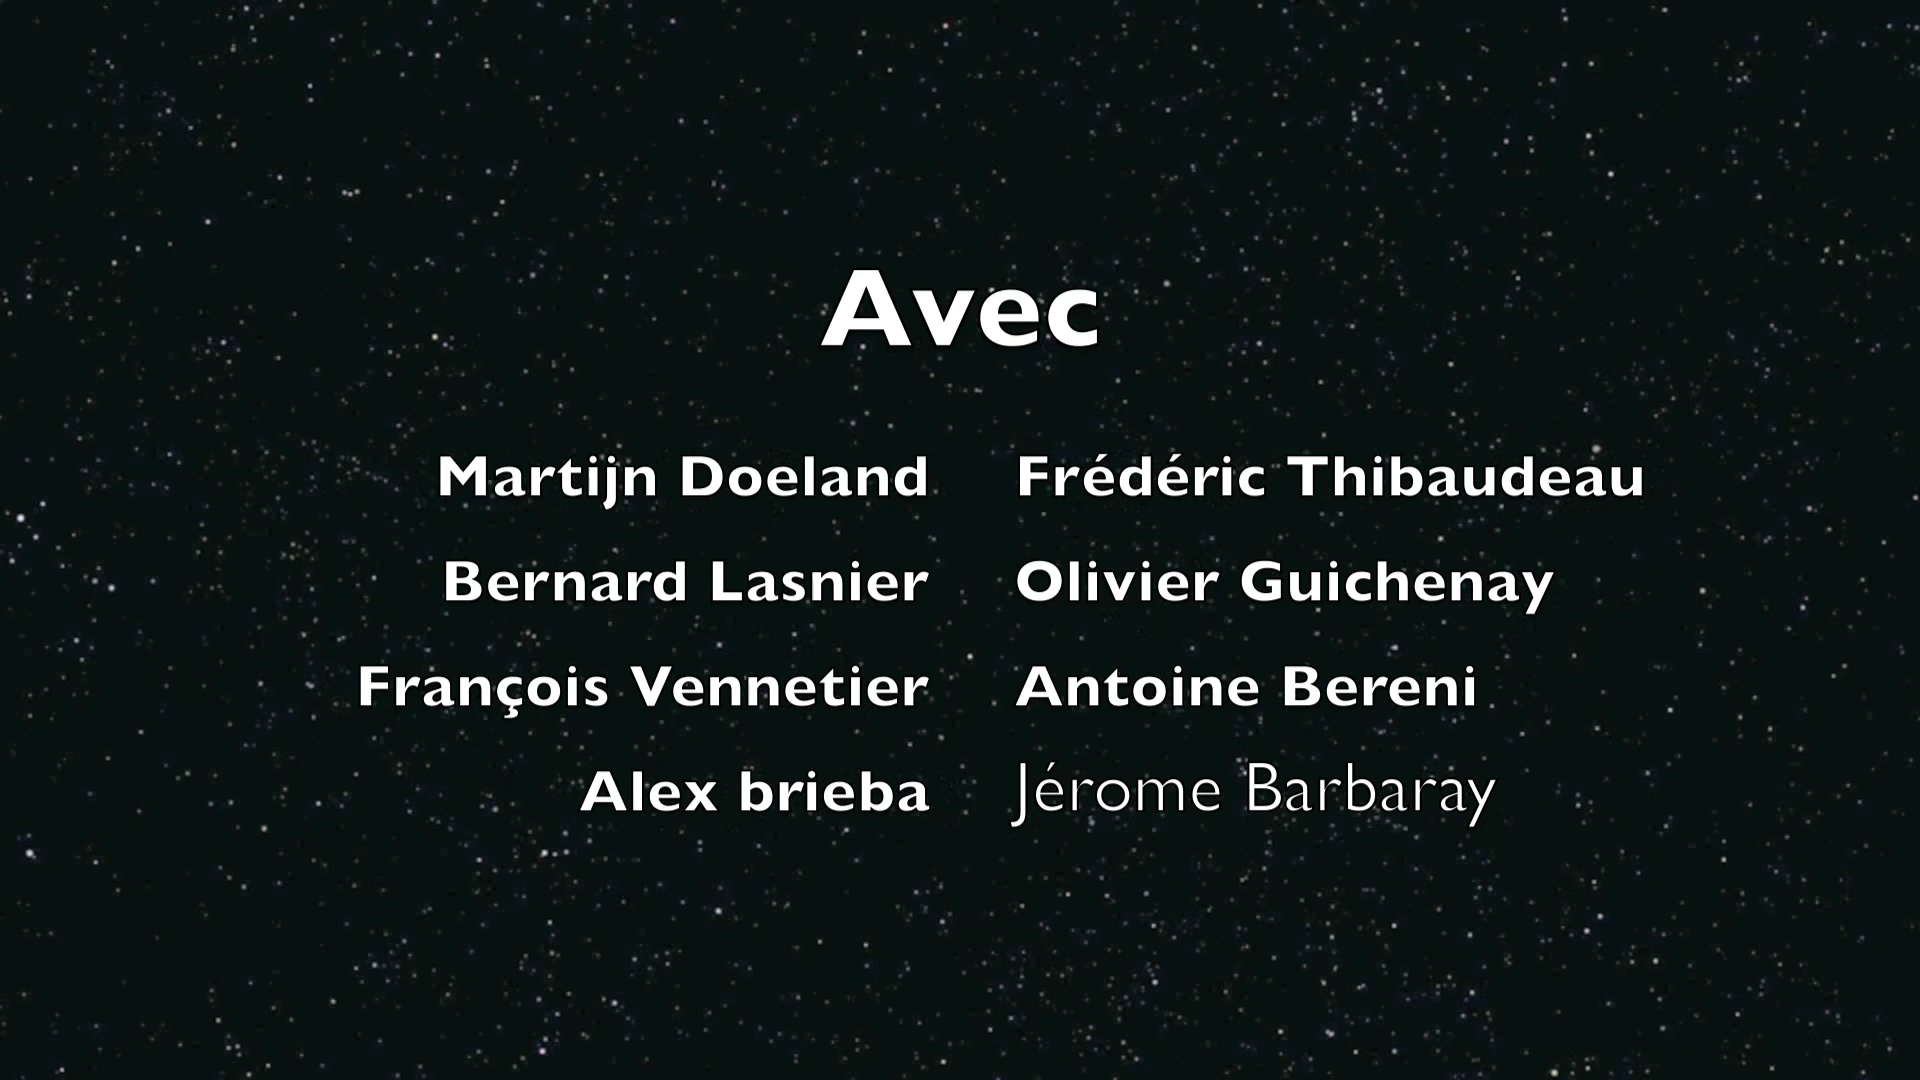 Avec
Martijn Doeland Frédéric Thibaudeau
Bernard Lasnier Olivier Guichenay
François Vennetier Antoine Bereni
Alex brieba Jérome Barbaray